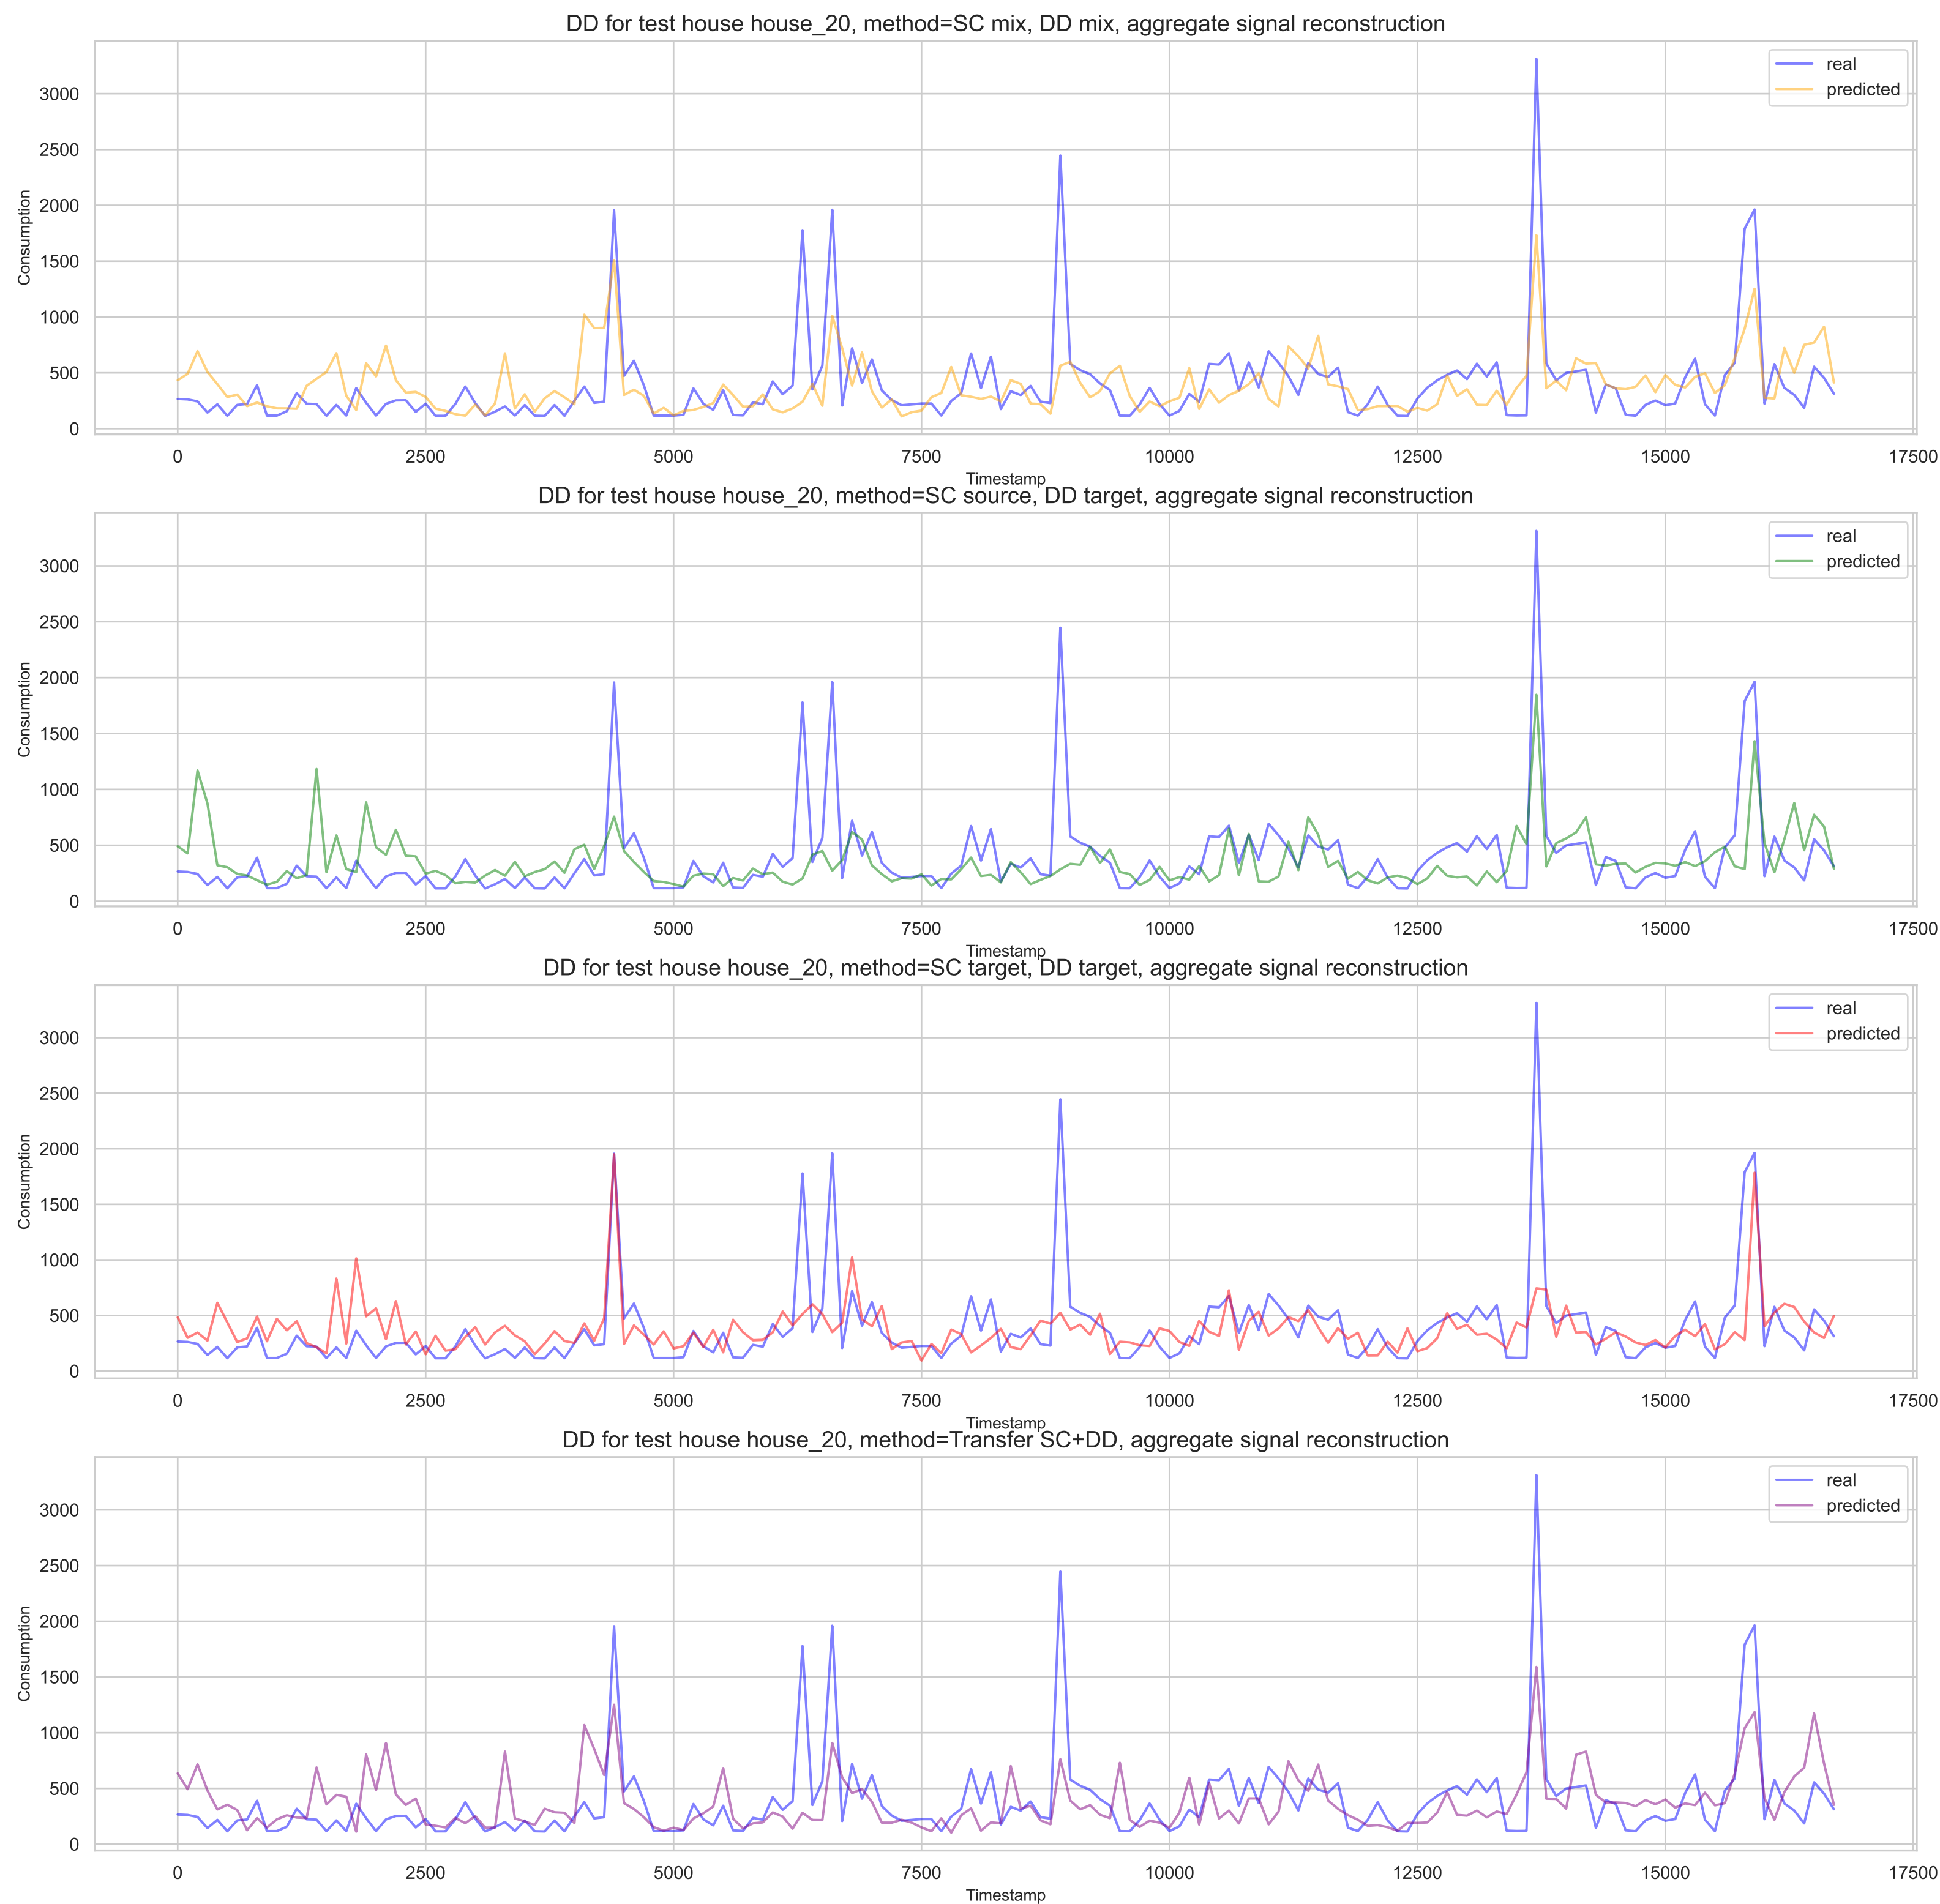 DD for test house house_20, method=SC mix, DD mix, aggregate signal reconstruction
real
predicted
Consumption
3000
2500
2000
1500
1000
500
0
0 2500 5000 7500 10000 12500 15000 17500
Timestamp
DD for test house house_20, method=SC source, DD target, aggregate signal reconstruction
real
predicted
Consumption
3000
2500
2000
1500
1000
500
0
0 2500 5000 7500 10000 12500 15000 17500
Timestamp
DD for test house house_20, method=SC target, DD target, aggregate signal reconstruction
real
predicted
Consumption
3000
2500
2000
1500
1000
500
0
0 2500 5000 7500 10000 12500 15000 17500
Timestamp
DD for test house house_20, method=Transfer SC+DD, aggregate signal reconstruction
real
predicted
Consumption
3000
2500
2000
1500
1000
500
0
0 2500 5000 7500 10000 12500 15000 17500
Timestamp